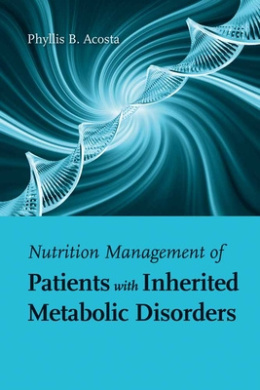 Phyllis B. Acosta
Nutrition Management of
Patients with Inherited
Metabolic Disorders